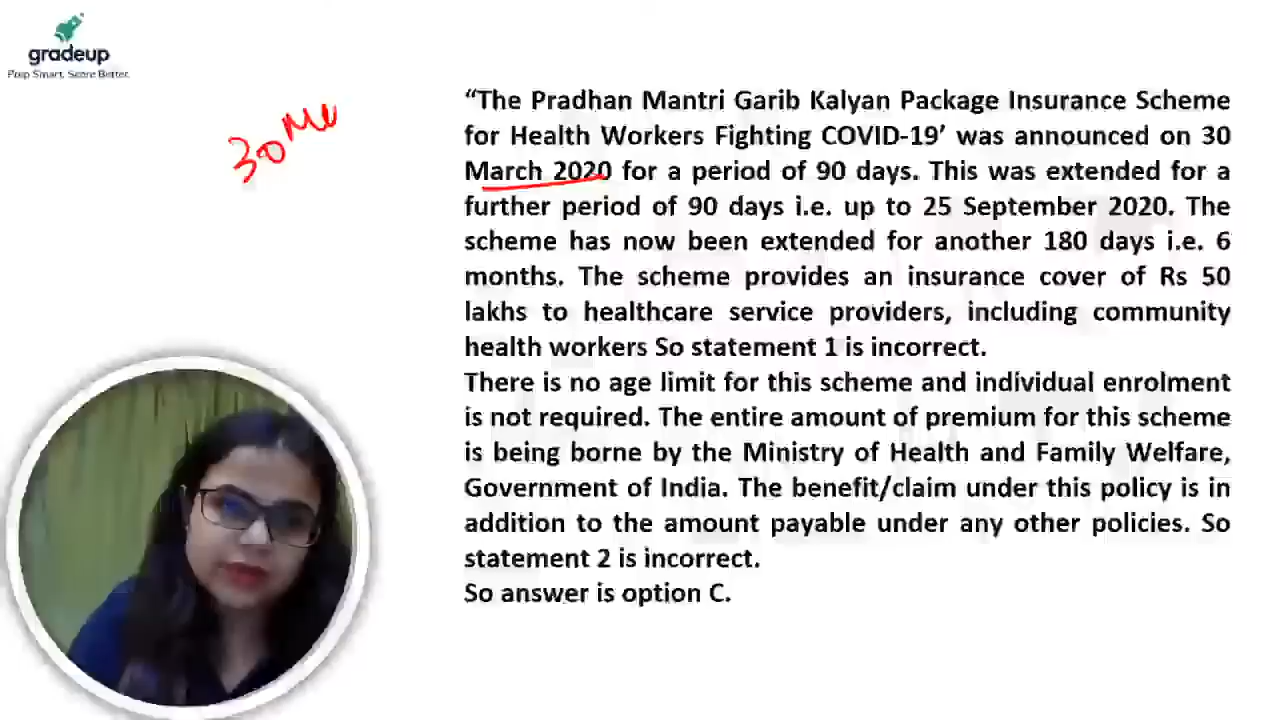 gradeup
Prep Smart. Score Better.
30 Ma
“The Pradhan Mantri Garib Kalyan Package Insurance Scheme
for Health Workers Fighting COVID-19’ was announced on 30
March 2020 for a period of 90 days. This was extended for a
further period of 90 days i.e. up to 25 September 2020. The
scheme has now been extended for another 180 days i.e. 6
months. The scheme provides an insurance cover of Rs 50
lakhs to healthcare service providers, including community
health workers So statement 1 is incorrect.
There is no age limit for this scheme and individual enrolment
is not required. The entire amount of premium for this scheme
is being borne by the Ministry of Health and Family Welfare,
Government of India. The benefit/claim under this policy is in
addition to the amount payable under any other policies. So
statement 2 is incorrect.
So answer is option C.